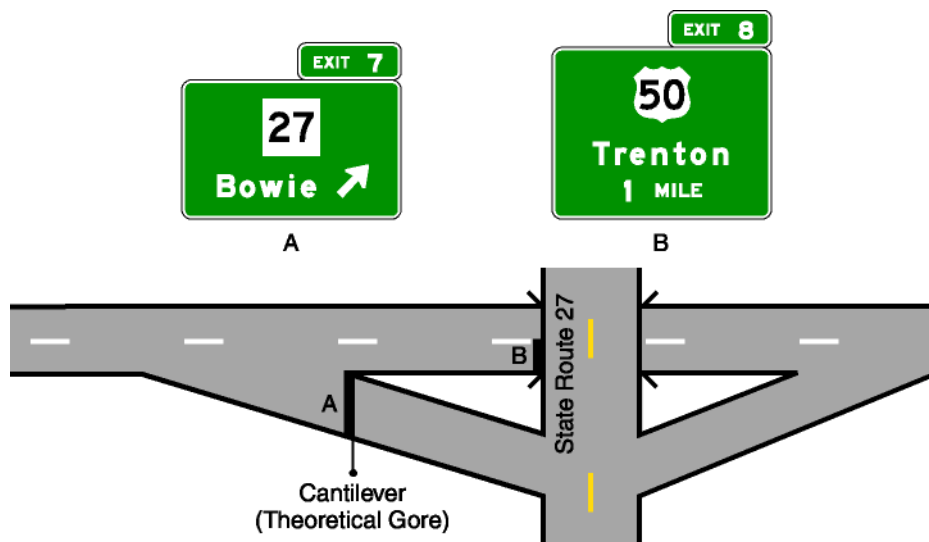 EXIT 7
27
Bowie
A
EXIT 8
50
Trenton
1 MILE
B
State Route 27
B
A
Cantilever
(Theoretical Gore)